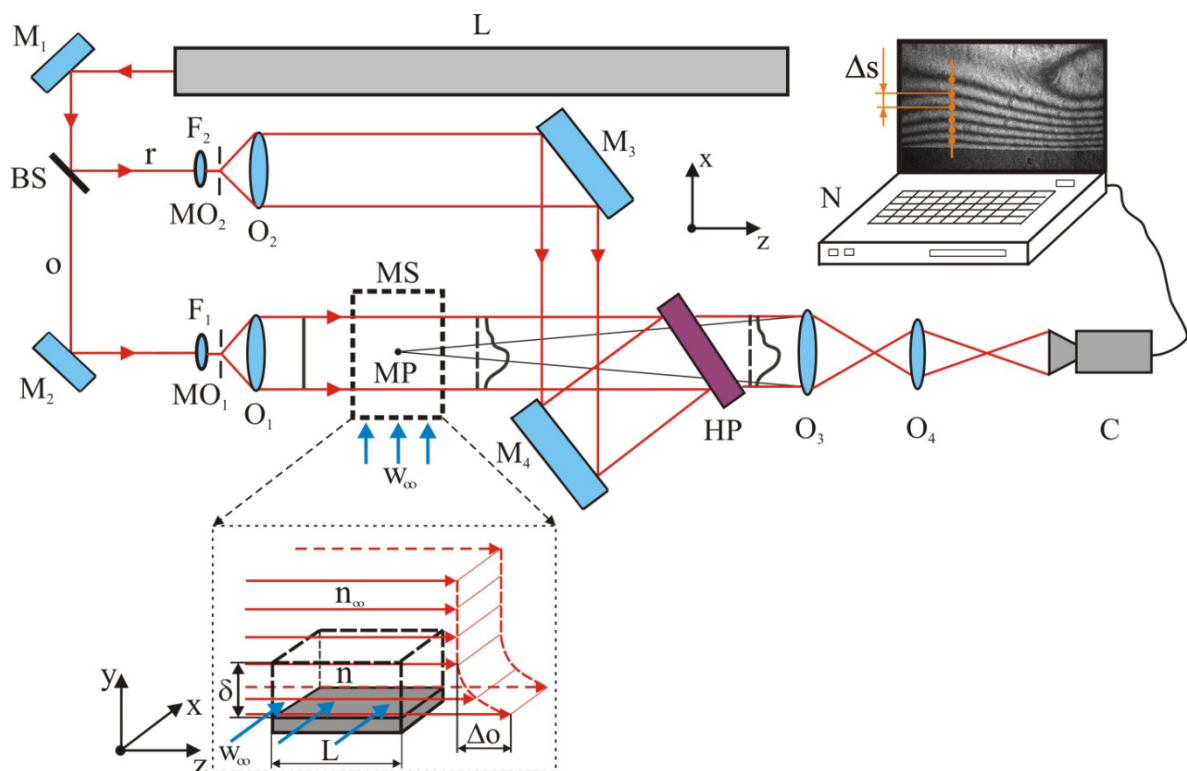 L
M₁
Δs
F₂
M₃
r
BS
x
MO₂
O₂
z
N
o
MS
F₁
MP
M₂
MO₁
O₁
HP
O₃
O₄
C
M₄
w∞
n∞
y
δ
n
x
w∞
z
L
Δo